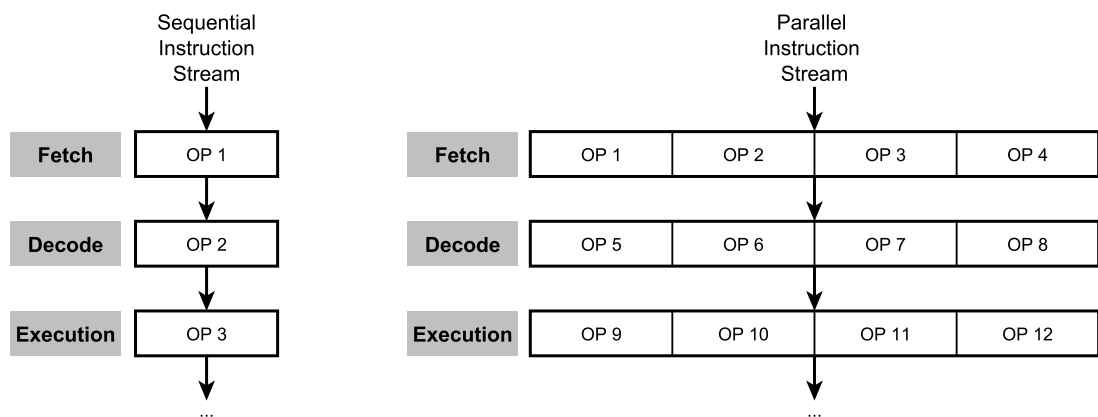 Sequential
Instruction
Stream
Fetch OP 1
Decode OP 2
Execution OP 3
...
Parallel
Instruction
Stream
Fetch OP 1 OP 2 OP 3 OP 4
Decode OP 5 OP 6 OP 7 OP 8
Execution OP 9 OP 10 OP 11 OP 12
...